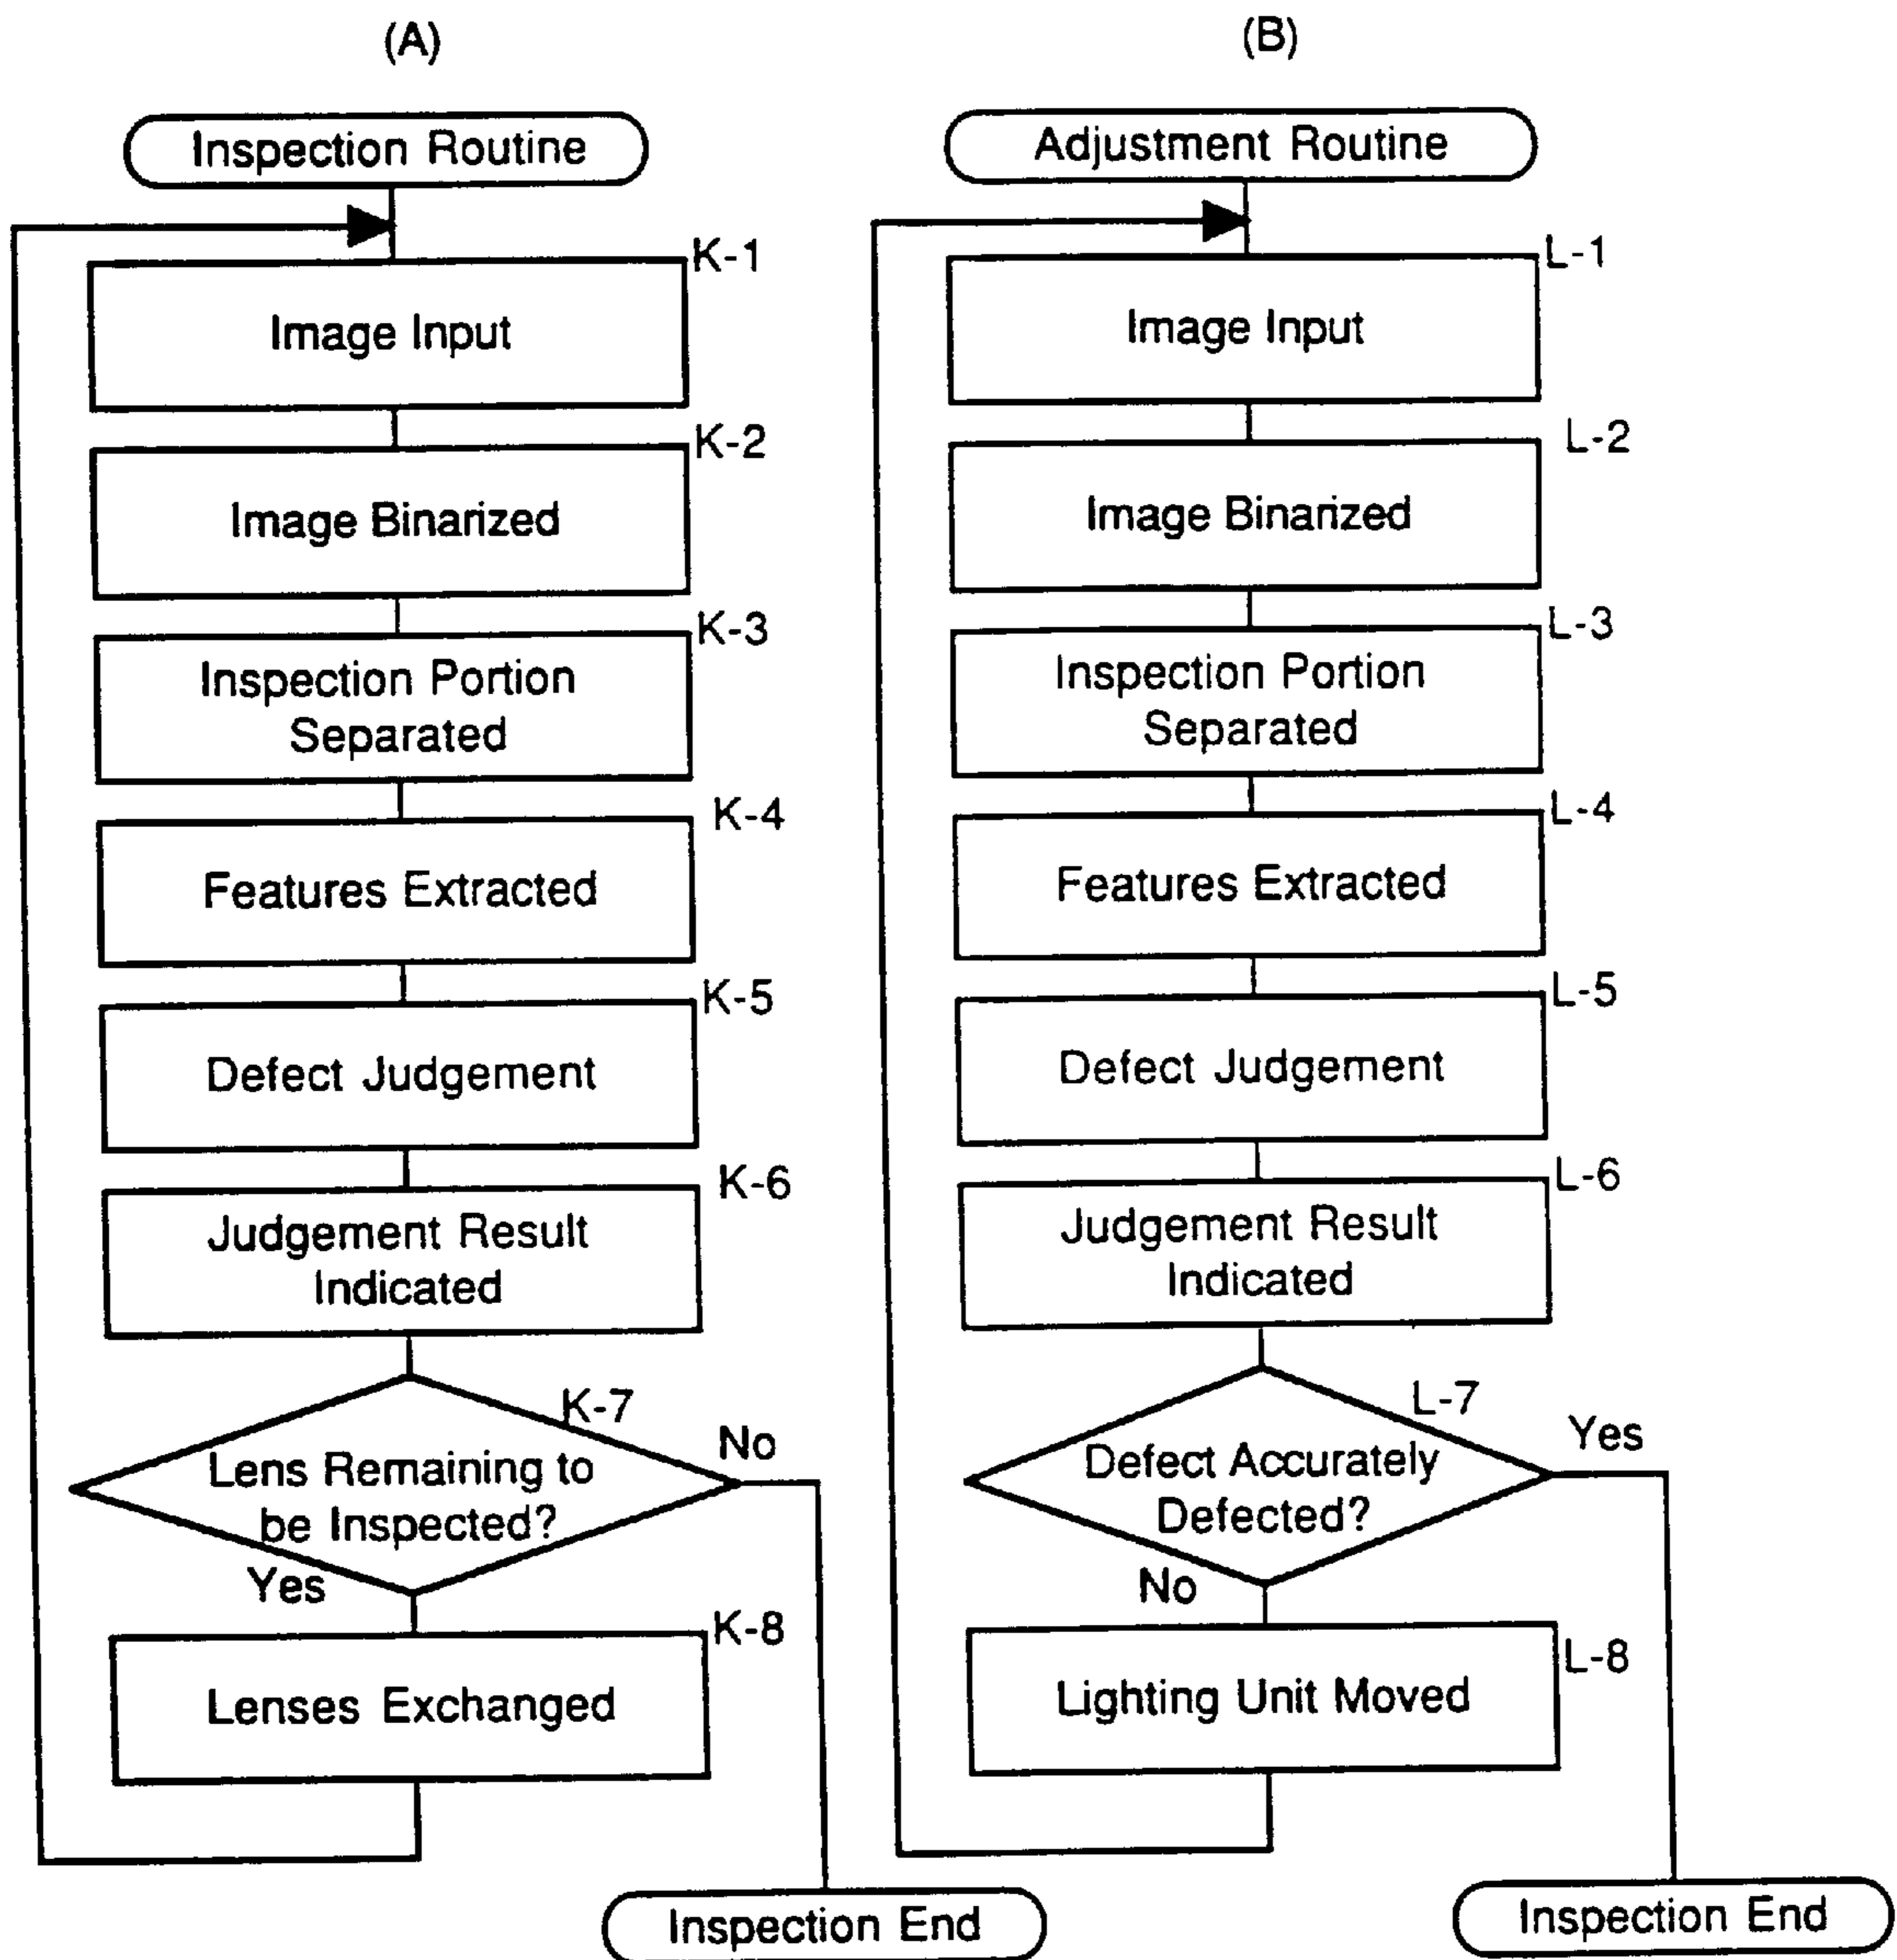 (A)
Inspection Routine
K-1
Image Input
K-2
Image Binarized
K-3
Inspection Portion
Separated
K-4
Features Extracted
K-5
Defect Judgement
K-6
Judgement Result
Indicated
K-7
Lens Remaining to
be Inspected?
No
Yes
K-8
Lenses Exchanged
Inspection End
(B)
Adjustment Routine
L-1
Image Input
L-2
Image Binarized
L-3
Inspection Portion
Separated
L-4
Features Extracted
L-5
Defect Judgement
L-6
Judgement Result
Indicated
L-7
Defect Accurately
Defected?
Yes
No
L-8
Lighting Unit Moved
Inspection End